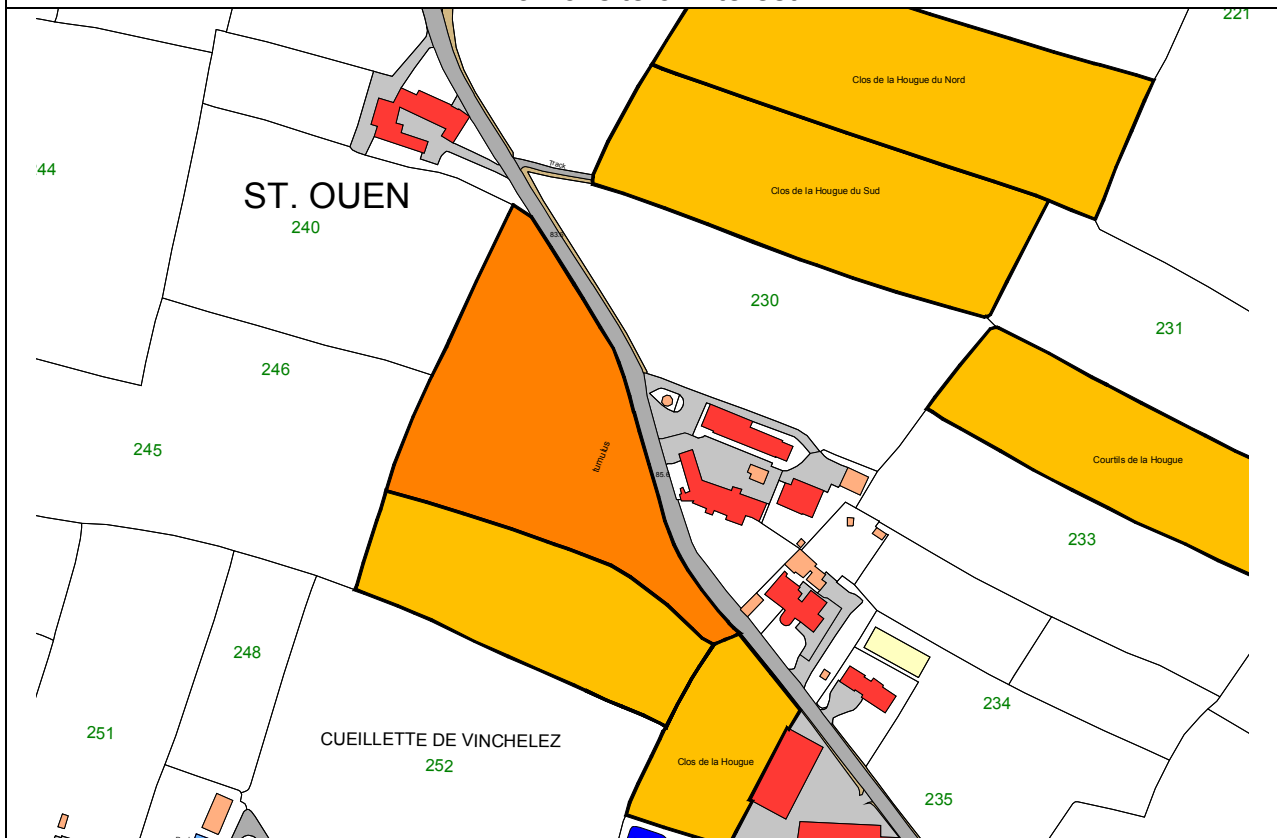 221
Clos de la Hougue du Nord
44
Track
Clos de la Hougue du Sud
ST. OUEN
240
230
231
246
245
tumulus
Courtils de la Hougue
233
248
234
251
CUEILLETTE DE VINCHELEZ
252
Clos de la Hougue
235